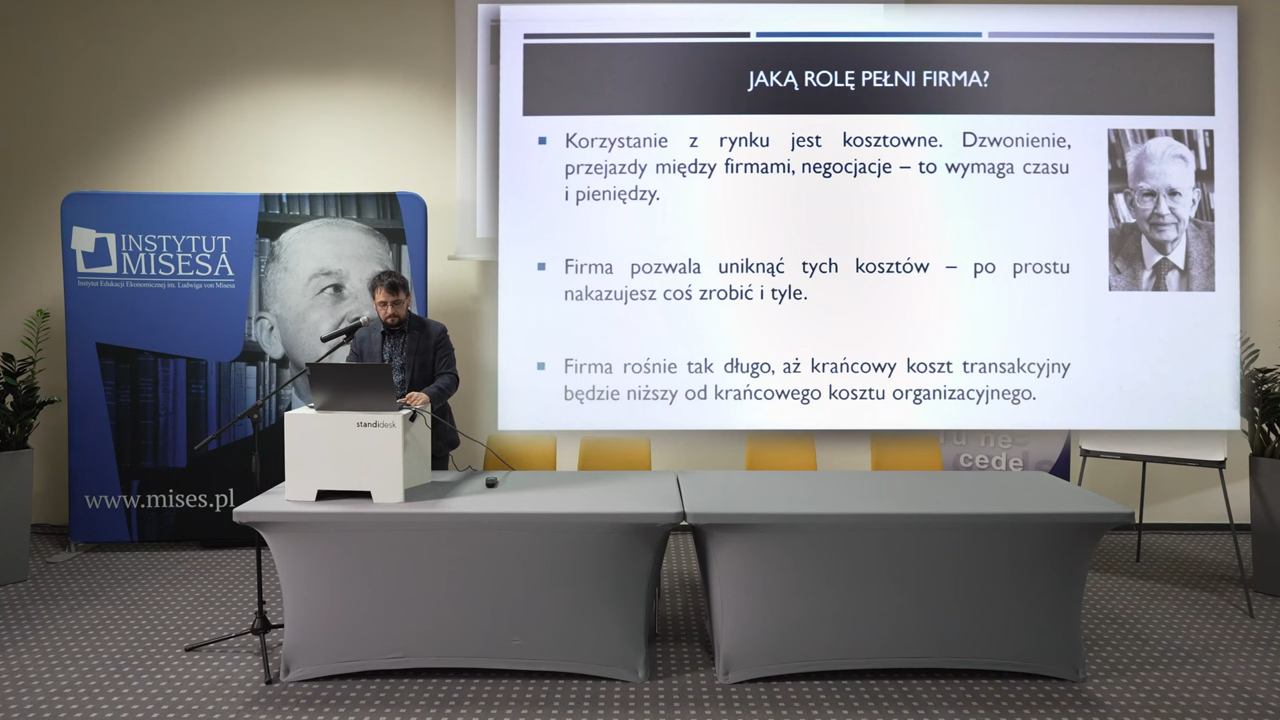 JAKĄ ROLĘ PEŁNI FIRMA?
Korzystanie z rynku jest kosztowne. Dzwonienie,
przejazdy między firmami, negocjacje – to wymaga czasu
i pieniędzy.
Firma pozwala uniknąć tych kosztów – po prostu
nakazujesz coś zrobić i tyle.
Firma rośnie tak długo, aż krańcowy koszt transakcyjny
będzie niższy od krańcowego kosztu organizacyjnego.
INSTYTUT
MISESA
Instytut Edukacji Ekonomicznej im. Ludwiga von Misesa
www.mises.pl
standidesk
Tu ne
cede